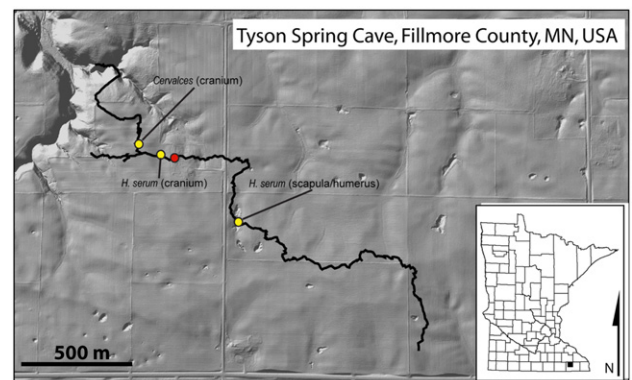 Tyson Spring Cave, Fillmore County, MN, USA
Cervalces (cranium)
H. serum (cranium)
H. serum (scapula/humerus)
500 m
N